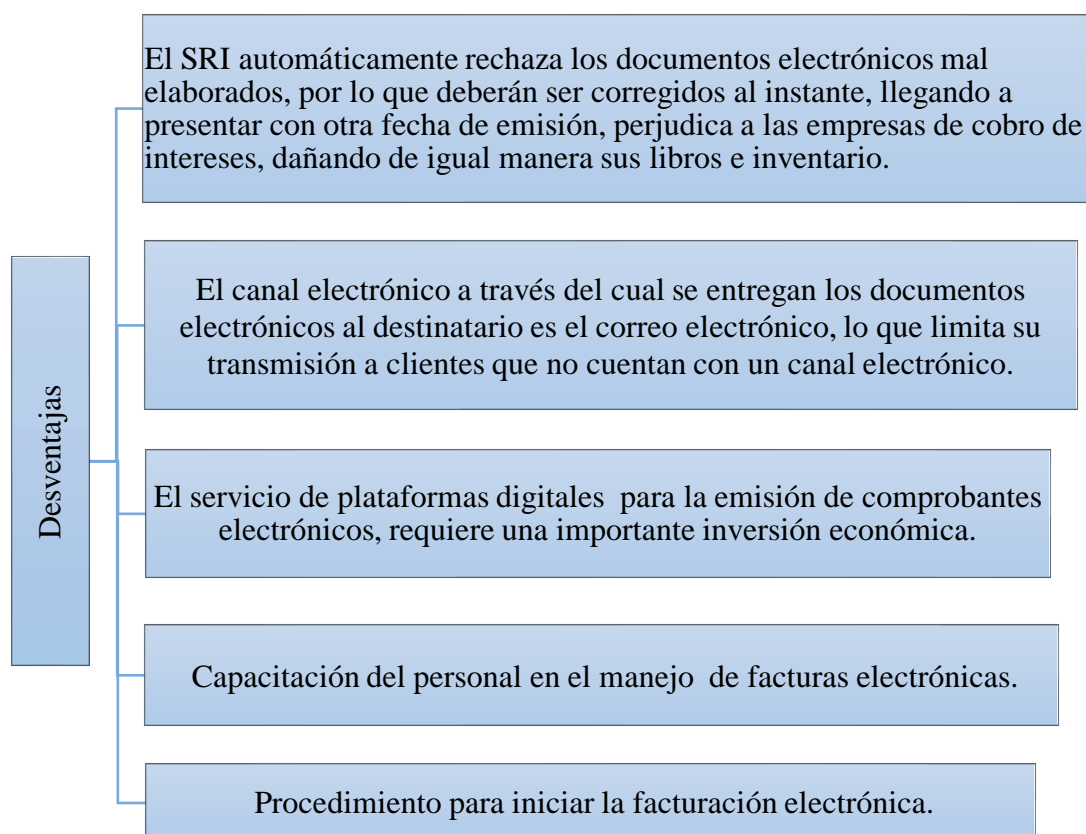 El SRI automáticamente rechaza los documentos electrónicos mal
elaborados, por lo que deberán ser corregidos al instante, llegando a
presentar con otra fecha de emisión, perjudica a las empresas de cobro de
intereses, dañando de igual manera sus libros e inventario.
El canal electrónico a través del cual se entregan los documentos
electrónicos al destinatario es el correo electrónico, lo que limita su
transmisión a clientes que no cuentan con un canal electrónico.
Desventajas
El servicio de plataformas digitales para la emisión de comprobantes
electrónicos, requiere una importante inversión económica.
Capacitación del personal en el manejo de facturas electrónicas.
Procedimiento para iniciar la facturación electrónica.